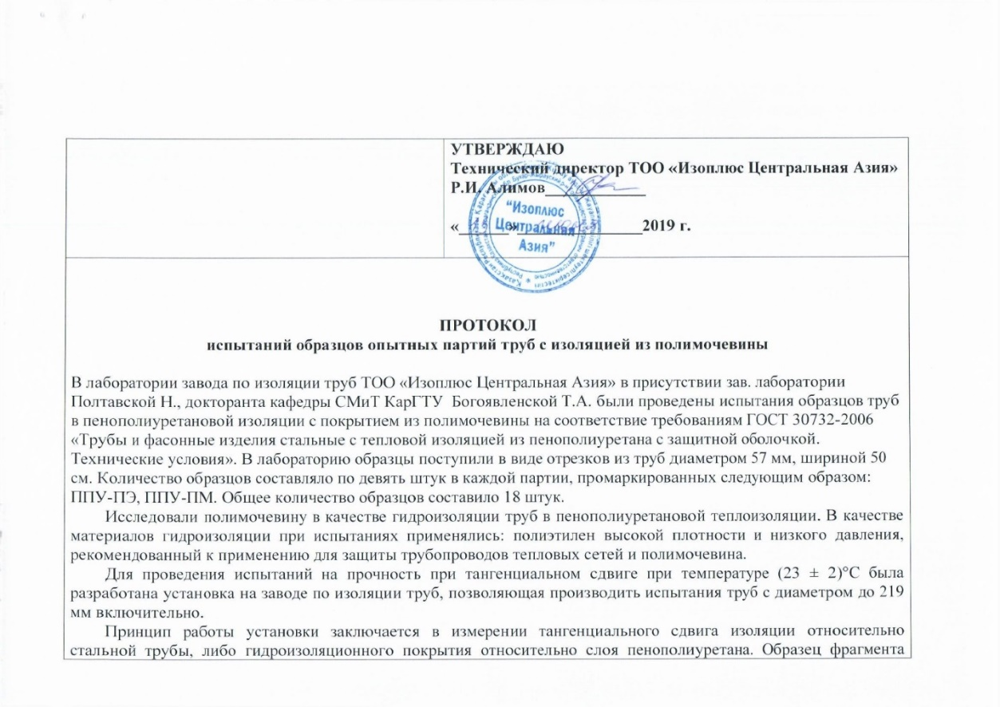 УТВЕРЖДАЮ
Технический директор ТОО «Изоплюс Центральная Азия»
Р.И. Алимов____________
«______»_______________2019 г.
"Изоплюс
Центральная
Азия"
ПРОТОКОЛ
испытаний образцов опытных партий труб с изоляцией из полимочевины
В лаборатории завода по изоляции труб ТОО «Изоплюс Центральная Азия» в присутствии зав. лаборатории
Полтавской Н., докторанта кафедры СМиТ КарГТУ Богоявленской Т.А. были проведены испытания образцов труб
в пенополиуретановой изоляции с покрытием из полимочевины на соответствие требованиям ГОСТ 30732-2006
«Трубы и фасонные изделия стальные с тепловой изоляцией из пенополиуретана с защитной оболочкой.
Технические условия». В лабораторию образцы поступили в виде отрезков из труб диаметром 57 мм, шириной 50
см. Количество образцов составляло по девять штук в каждой партии, промаркированных следующим образом:
ППУ-ПЭ, ППУ-ПМ. Общее количество образцов составило 18 штук.
Исследовали полимочевину в качестве гидроизоляции труб в пенополиуретановой теплоизоляции. В качестве
материалов гидроизоляции при испытаниях применялись: полиэтилен высокой плотности и низкого давления,
рекомендованный к применению для защиты трубопроводов тепловых сетей и полимочевина.
Для проведения испытаний на прочность при тангенциальном сдвиге при температуре (23 ± 2)°С была
разработана установка на заводе по изоляции труб, позволяющая производить испытания труб с диаметром до 219
мм включительно.
Принцип работы установки заключается в измерении тангенциального сдвига изоляции относительно
стальной трубы, либо гидроизоляционного покрытия относительно слоя пенополиуретана. Образец фрагмента